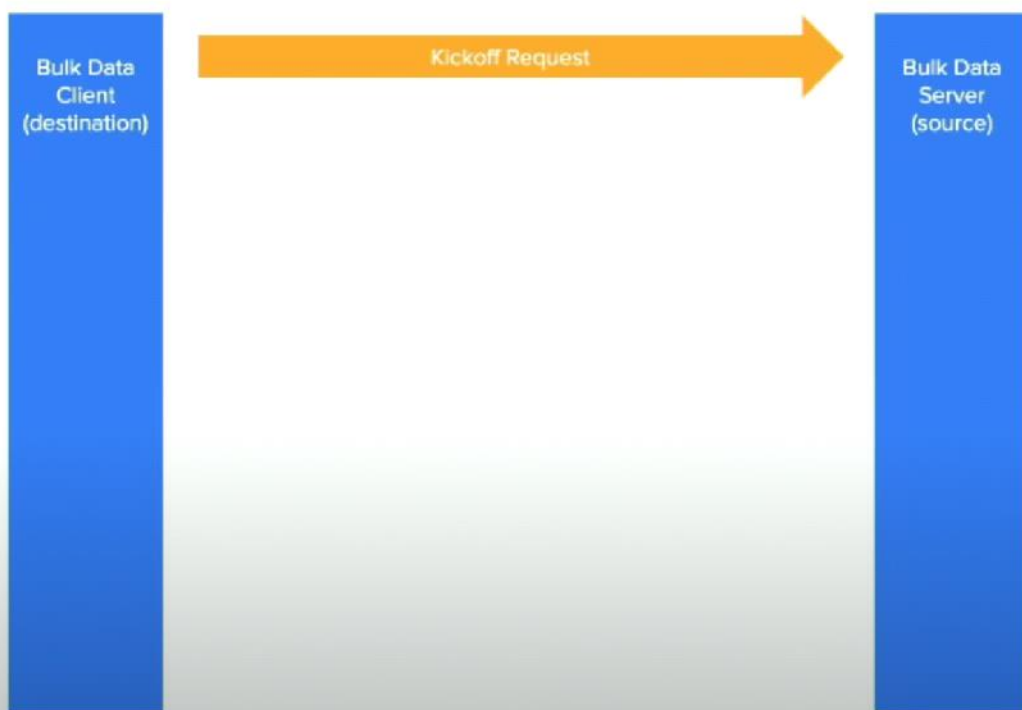 Bulk Data
Client
(destination)
Kickoff Request
Bulk Data
Server
(source)